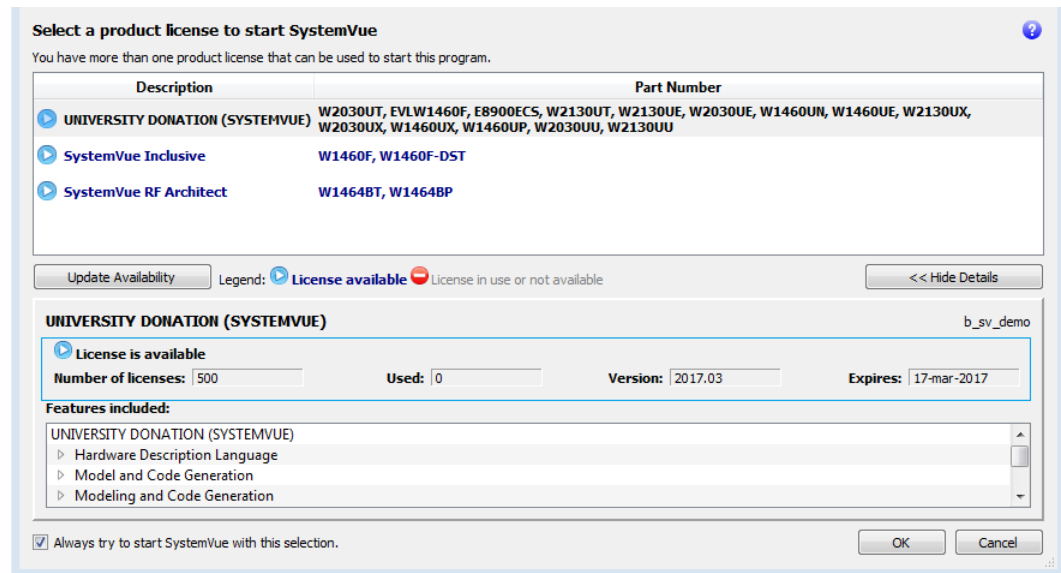 Select a product license to start SystemVue
You have more than one product license that can be used to start this program.
Description Part Number
UNIVERSITY DONATION (SYSTEMVUE) W2030UT, EVLW1460F, E8900ECS, W2130UT, W2130UE, W2030UE, W1460UN, W1460UE, W2130UX,
W2030UX, W1460UX, W1460UP, W2030UU, W2130UU
SystemVue Inclusive W1460F, W1460F-DST
SystemVue RF Architect W1464BT, W1464BP
Update Availability Legend: License available License in use or not available << Hide Details
UNIVERSITY DONATION (SYSTEMVUE) b_sv_demo
License is available
Number of licenses: 500 Used: 0 Version: 2017.03 Expires: 17-mar-2017
Features included:
UNIVERSITY DONATION (SYSTEMVUE)
Hardware Description Language
Model and Code Generation
Modeling and Code Generation
Always try to start SystemVue with this selection. OK Cancel